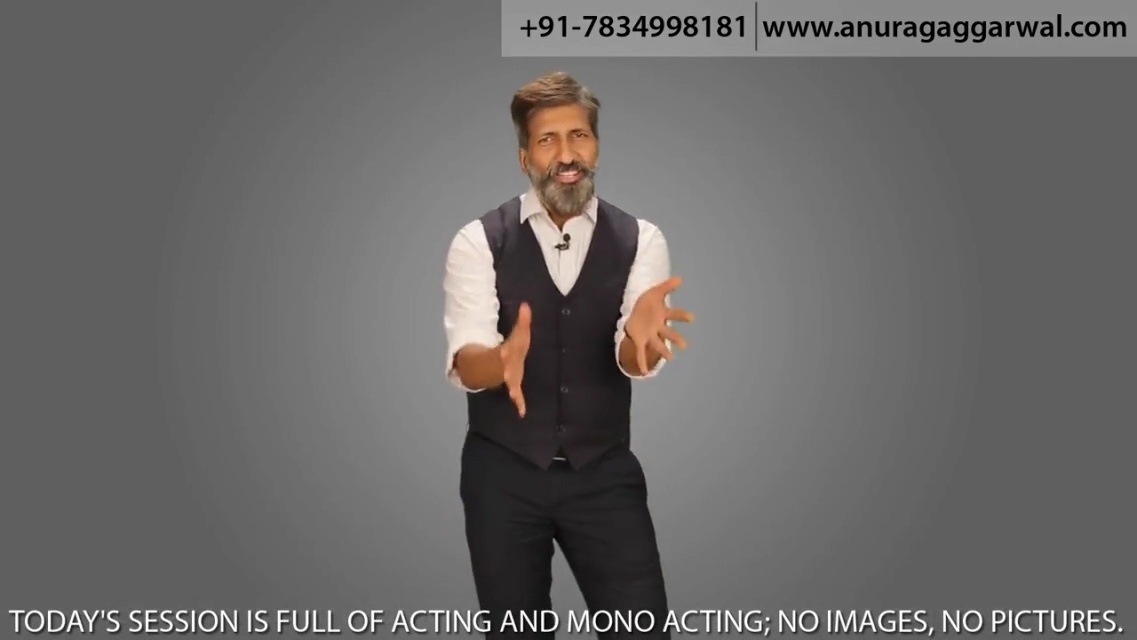 +91-7834998181 | www.anuragaggarwal.com
TODAY'S SESSION IS FULL OF ACTING AND MONO ACTING; NO IMAGES, NO PICTURES.